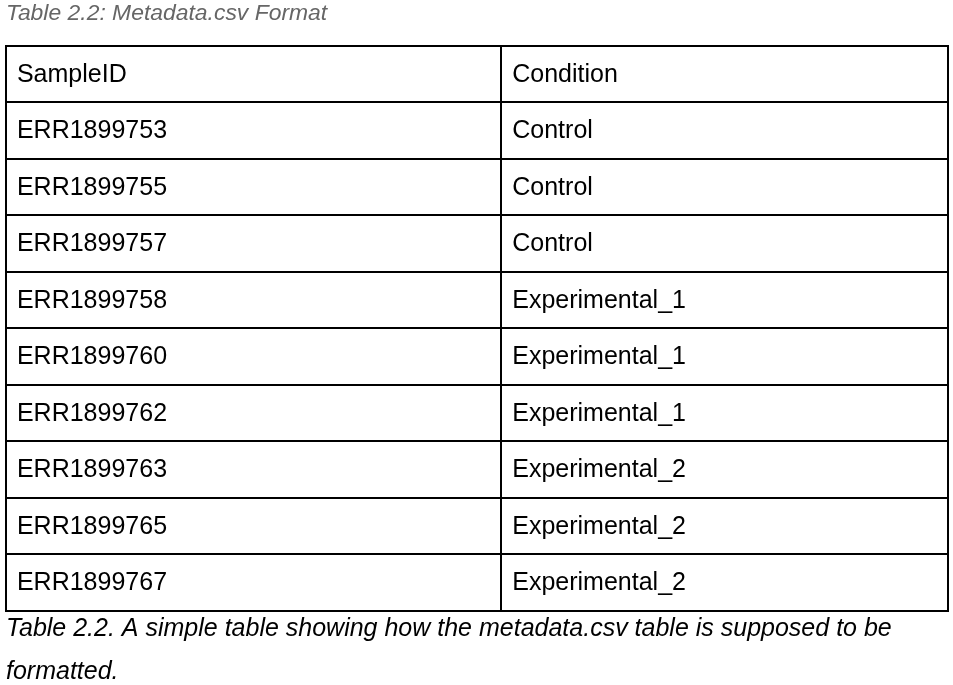 Table 2.2: Metadata.csv Format
SampleID Condition
ERR1899753 Control
ERR1899755 Control
ERR1899757 Control
ERR1899758 Experimental_1
ERR1899760 Experimental_1
ERR1899762 Experimental_1
ERR1899763 Experimental_2
ERR1899765 Experimental_2
ERR1899767 Experimental_2
Table 2.2. A simple table showing how the metadata.csv table is supposed to be
formatted.